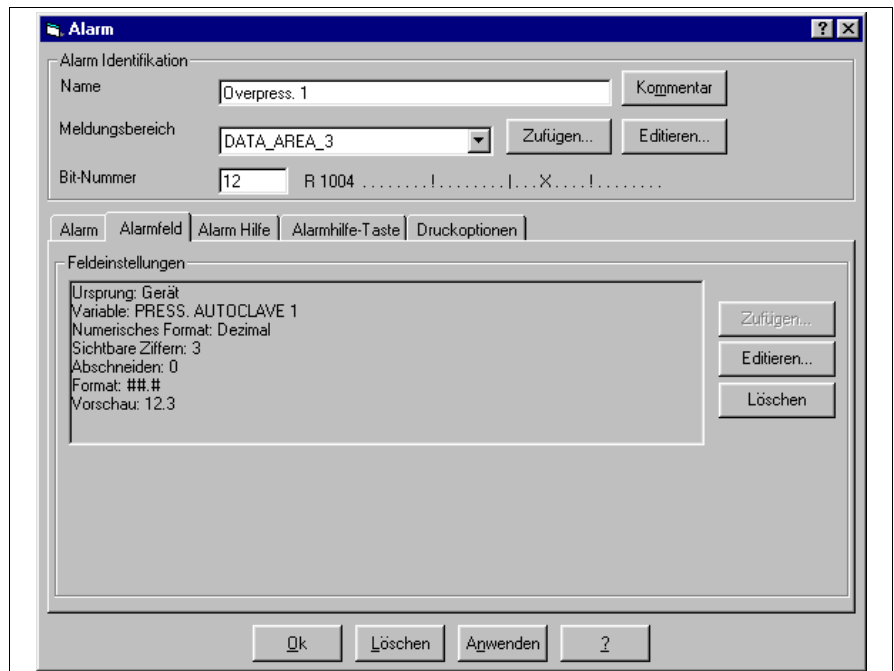 Alarm
Alarm Identifikation
Name
Overpress. 1
Kommentar
Meldungsbereich
DATA_AREA_3
Zufügen...
Editieren...
Bit-Nummer
12
R 1004 ........!........|...X....!........
Alarm
Alarmfeld
Alarm Hilfe
Alarmhilfe-Taste
Druckoptionen
Feldeinstellungen
Ursprung: Gerät
Variable: PRESS. AUTOCLAVE 1
Numerisches Format: Dezimal
Sichtbare Ziffern: 3
Abschneiden: 0
Format: ##.#
Vorschau: 12.3
Zufügen...
Editieren...
Löschen
Ok
Löschen
Anwenden
?